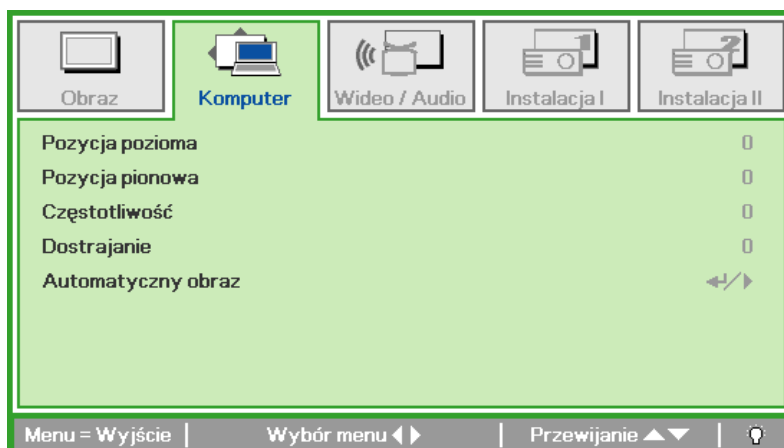 Obraz
Komputer
Wideo / Audio
Instalacja I
Instalacja II
Pozycja pozioma 0
Pozycja pionowa 0
Częstotliwość 0
Dostrajanie 0
Automatyczny obraz
Menu = Wyjście | Wybór menu | Przewijanie